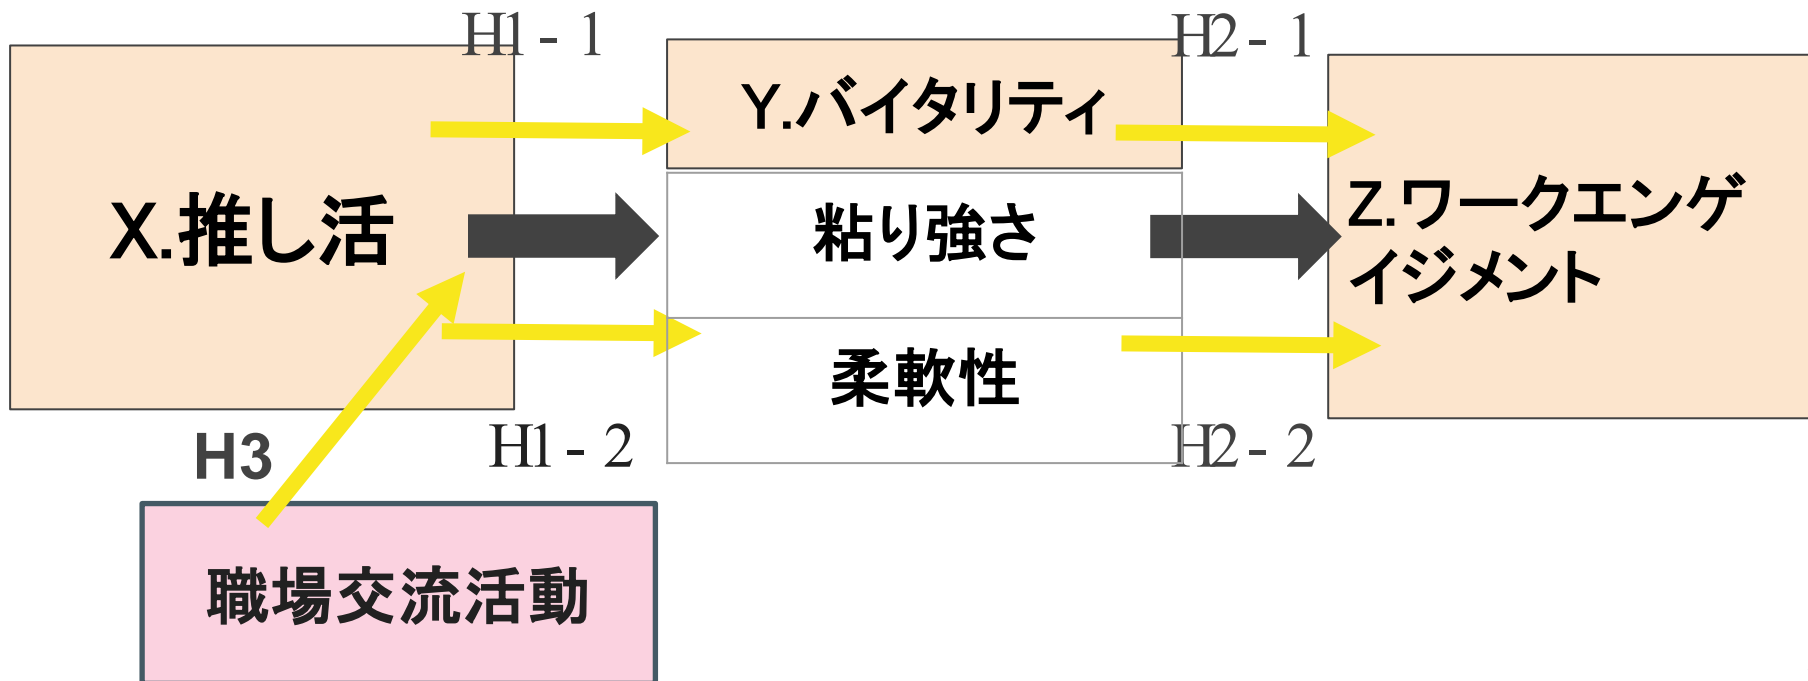 H1-1
H2-1
Y.バイタリティ
X.推し活
粘り強さ
Z.ワークエンゲ
イジメント
柔軟性
H3
H1-2
H2-2
職場交流活動